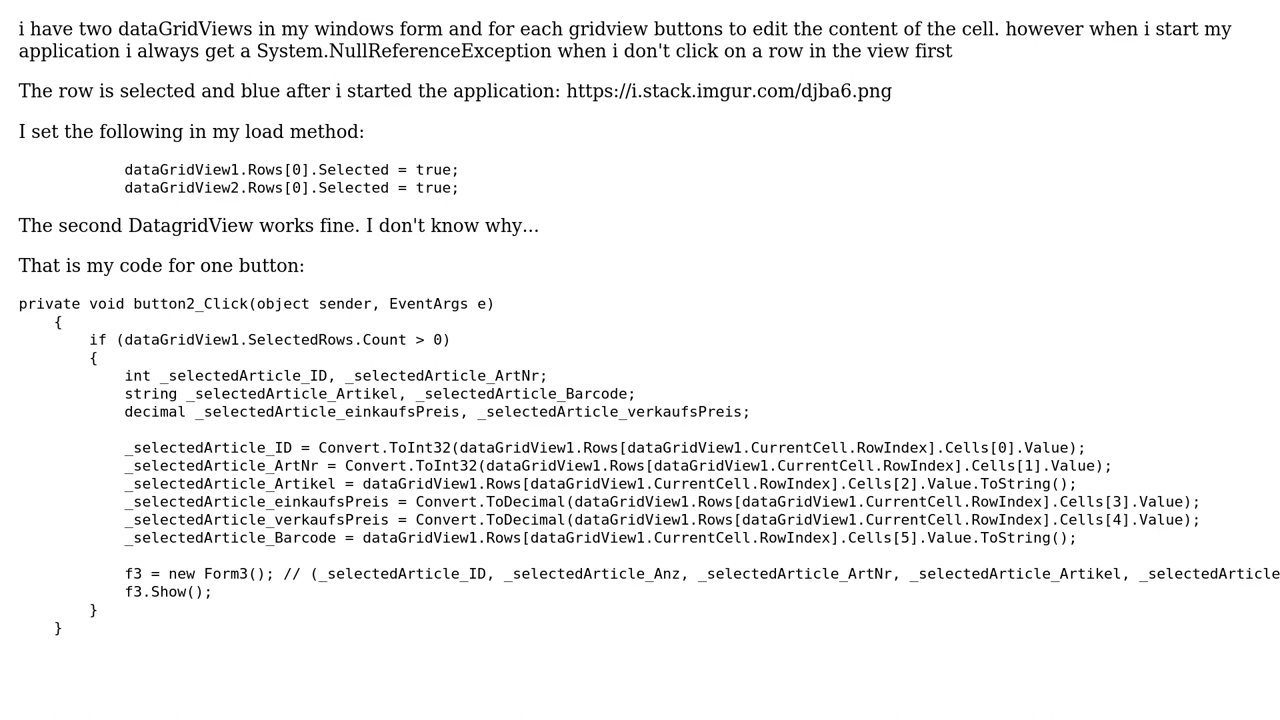 i have two dataGridViews in my windows form and for each gridview buttons to edit the content of the cell. however when i start my
application i always get a System.NullReferenceException when i don't click on a row in the view first
The row is selected and blue after i started the application: https://i.stack.imgur.com/djba6.png
I set the following in my load method:
dataGridView1.Rows[0].Selected = true;
dataGridView2.Rows[0].Selected = true;
The second DatagridView works fine. I don't know why...
That is my code for one button:
private void button2_Click(object sender, EventArgs e)
{
if (dataGridView1.SelectedRows.Count > 0)
{
int _selectedArticle_ID, _selectedArticle_ArtNr;
string _selectedArticle_Artikel, _selectedArticle_Barcode;
decimal _selectedArticle_einkaufsPreis, _selectedArticle_verkaufsPreis;
_selectedArticle_ID = Convert.ToInt32(dataGridView1.Rows[dataGridView1.CurrentCell.RowIndex].Cells[0].Value);
_selectedArticle_ArtNr = Convert.ToInt32(dataGridView1.Rows[dataGridView1.CurrentCell.RowIndex].Cells[1].Value);
_selectedArticle_Artikel = dataGridView1.Rows[dataGridView1.CurrentCell.RowIndex].Cells[2].Value.ToString();
_selectedArticle_einkaufsPreis = Convert.ToDecimal(dataGridView1.Rows[dataGridView1.CurrentCell.RowIndex].Cells[3].Value);
_selectedArticle_verkaufsPreis = Convert.ToDecimal(dataGridView1.Rows[dataGridView1.CurrentCell.RowIndex].Cells[4].Value);
_selectedArticle_Barcode = dataGridView1.Rows[dataGridView1.CurrentCell.RowIndex].Cells[5].Value.ToString();
f3 = new Form3(); // (_selectedArticle_ID, _selectedArticle_Anz, _selectedArticle_ArtNr, _selectedArticle_Artikel, _selectedArticle
f3.Show();
}
}